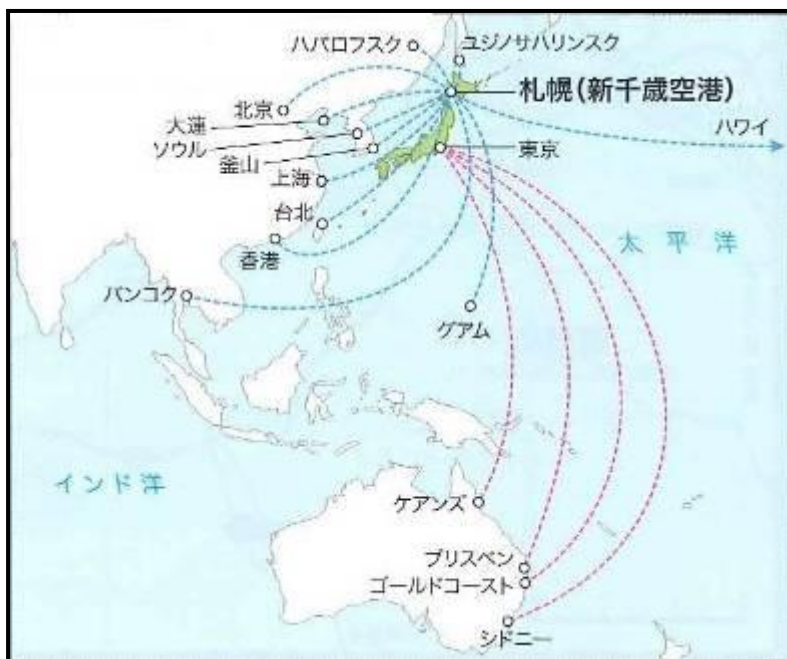 ハバロフスク
ユジノサハリンスク
札幌(新千歳空港)
北京
大連
ハワイ
ソウル
東京
釜山
上海
台北
太平洋
香港
バンコク
グアム
インド洋
ケアンズ
ブリスベン
ゴールドコースト
シドニー